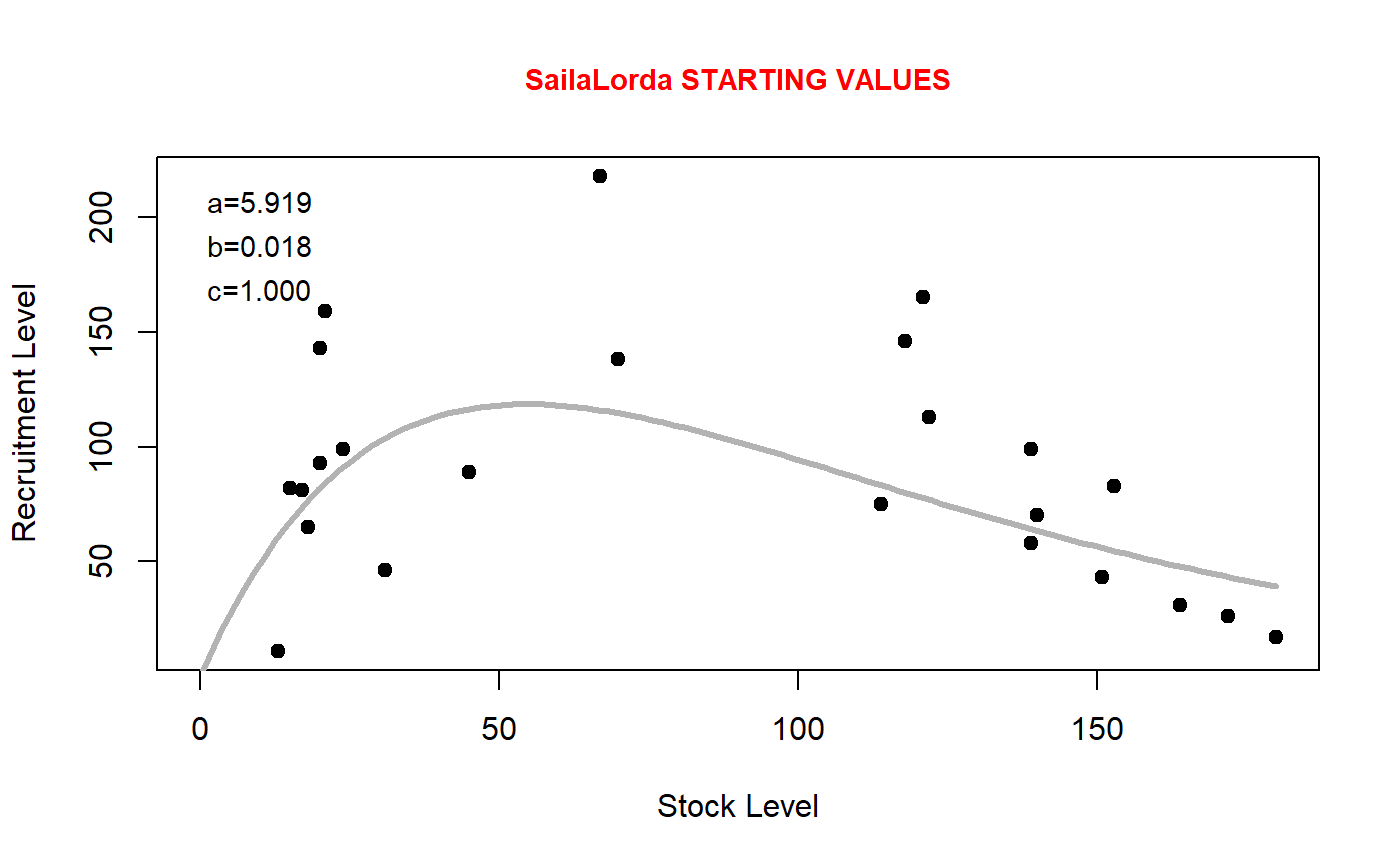 SailaLorda STARTING VALUES
a=5.919
b=0.018
c=1.000
Recruitment Level
200
150
100
50
0 50 100 150
Stock Level